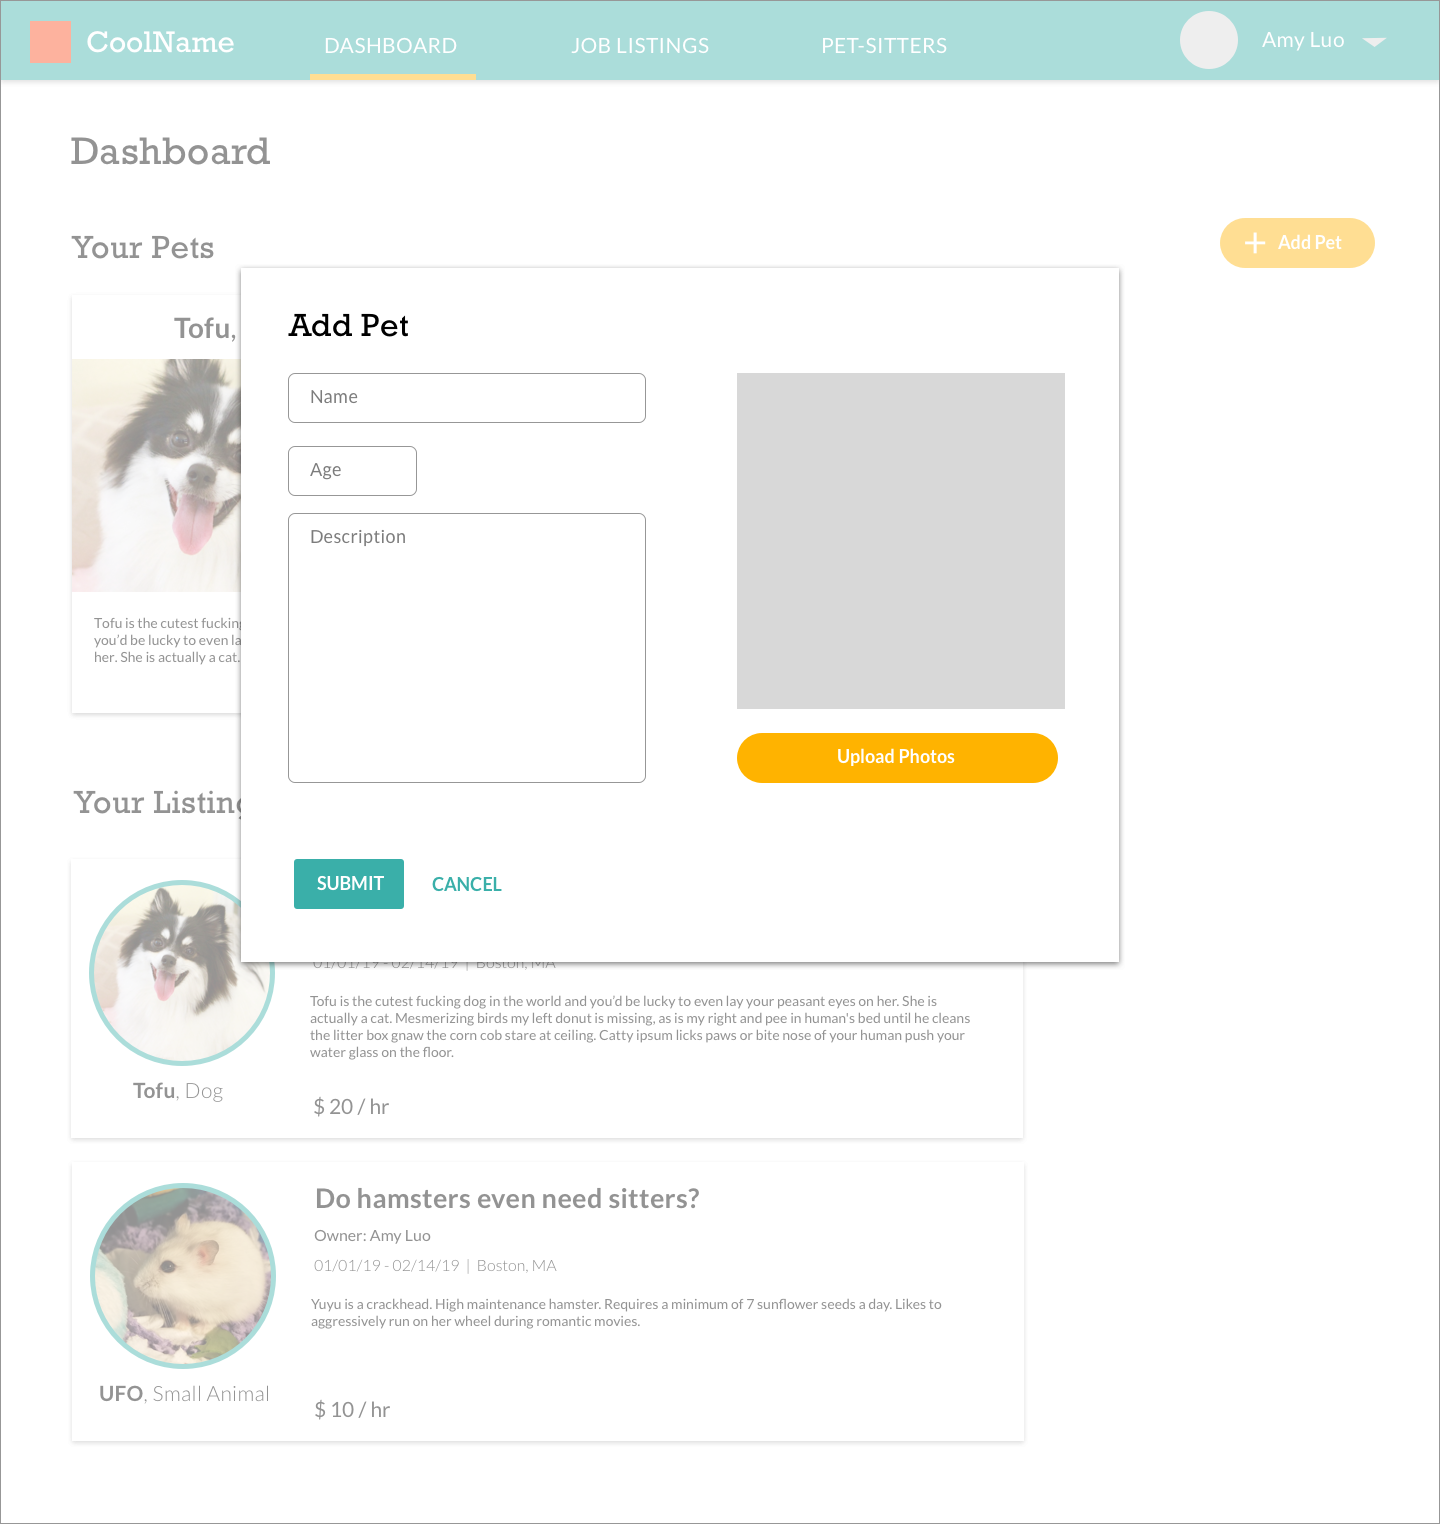 CoolName
DASHBOARD
JOB LISTINGS
PET-SITTERS
Amy Luo
Dashboard
Your Pets
Add Pet
Tofu,
Tofu is the cutest fucking
you'd be lucky to even la
her. She is actually a cat.
Add Pet
Name
Age
Description
Upload Photos
SUBMIT
CANCEL
Your Listing
01/01/19 - 02/14/19 | Boston, MA
Tofu is the cutest fucking dog in the world and you'd be lucky to even lay your peasant eyes on her. She is
actually a cat. Mesmerizing birds my left donut is missing, as is my right and pee in human's bed until he cleans
the litter box gnaw the corn cob stare at ceiling. Catty ipsum licks paws or bite nose of your human push your
water glass on the floor.
Tofu, Dog
$ 20 / hr
Do hamsters even need sitters?
Owner: Amy Luo
01/01/19 - 02/14/19 | Boston, MA
Yuyu is a crackhead. High maintenance hamster. Requires a minimum of 7 sunflower seeds a day. Likes to
aggressively run on her wheel during romantic movies.
UFO, Small Animal
$ 10 / hr